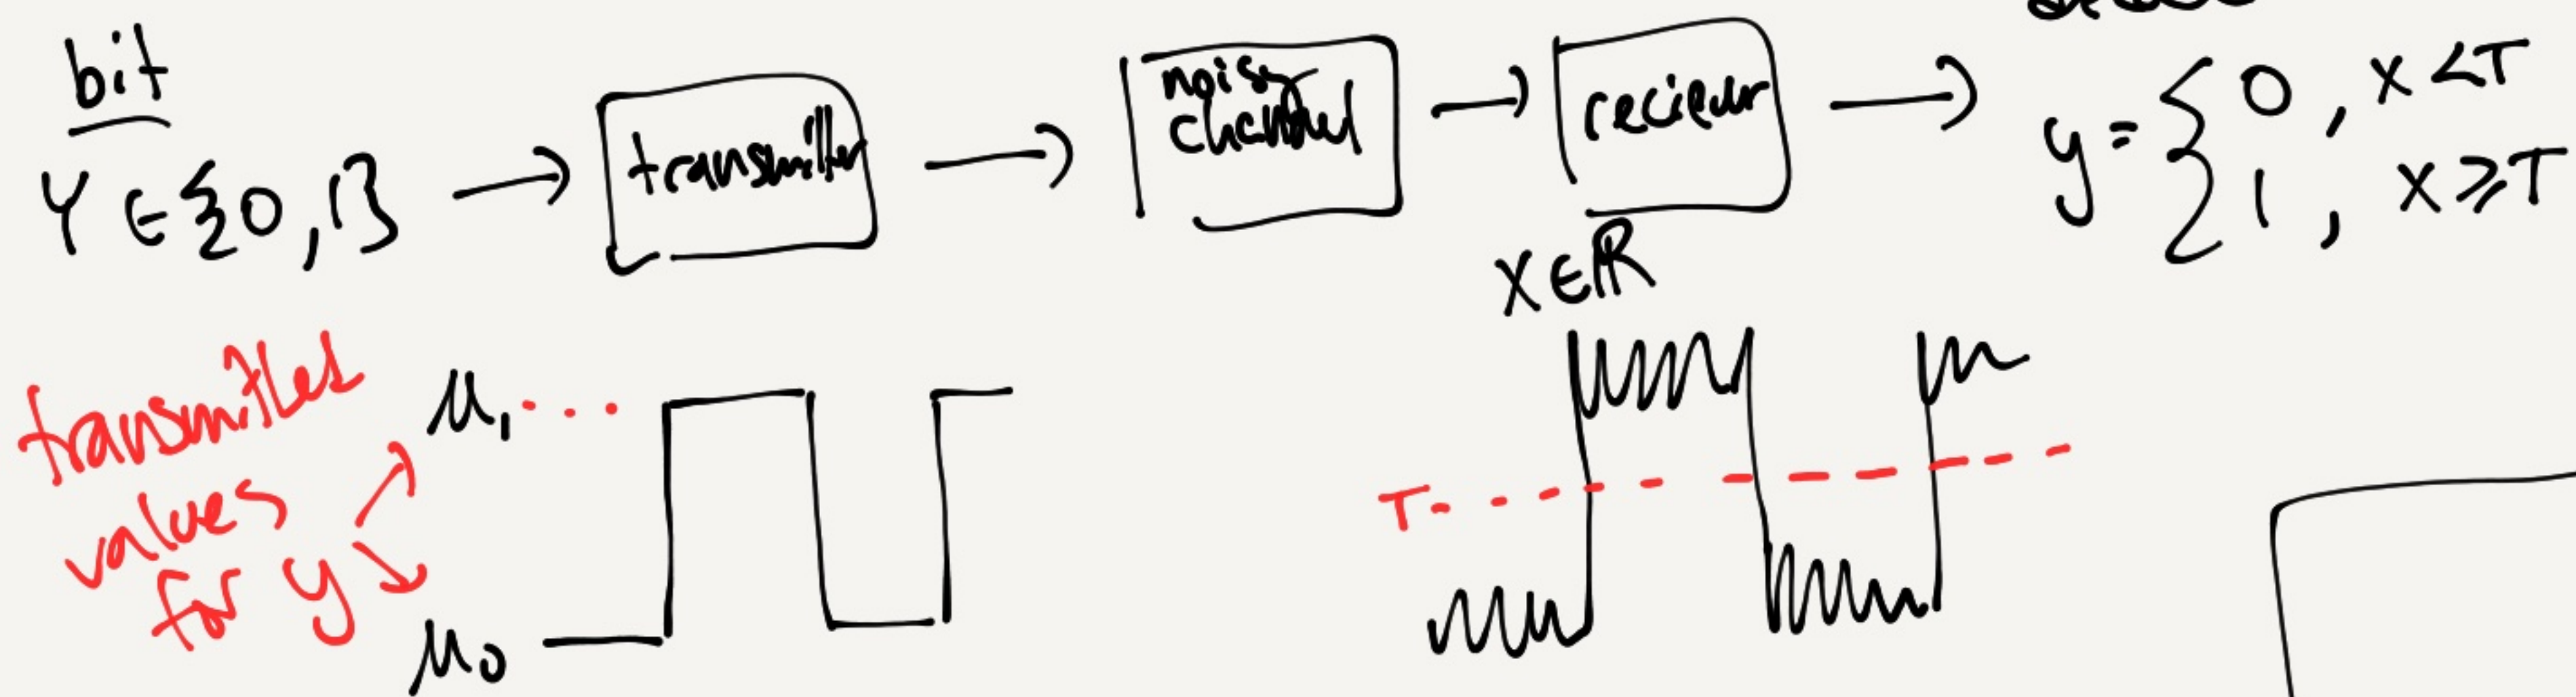 bit
Y ∈ {0,1} → transmitter → noisy channel → reciever → y = { 0, x < T
1, x ≥ T
X ∈ ℝ
transmitted values for y
μ₁
μ₀
T